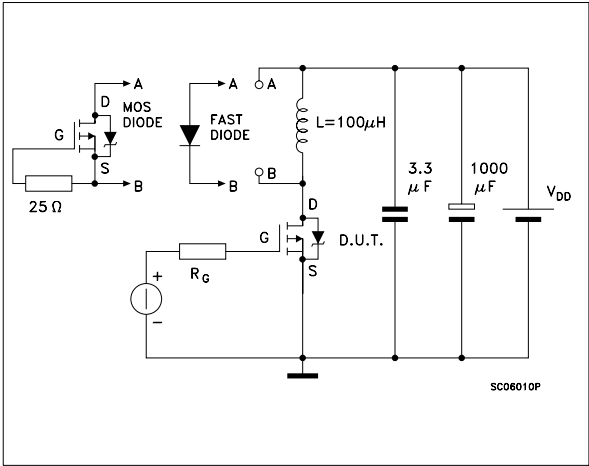 A
D
MOS
DIODE
G
S
B
25 Ω
A
FAST
DIODE
B
A
L=100μH
B
D
G
D.U.T.
S
RG
+
−
3.3
μF
1000
μF
VDD
SC06010P